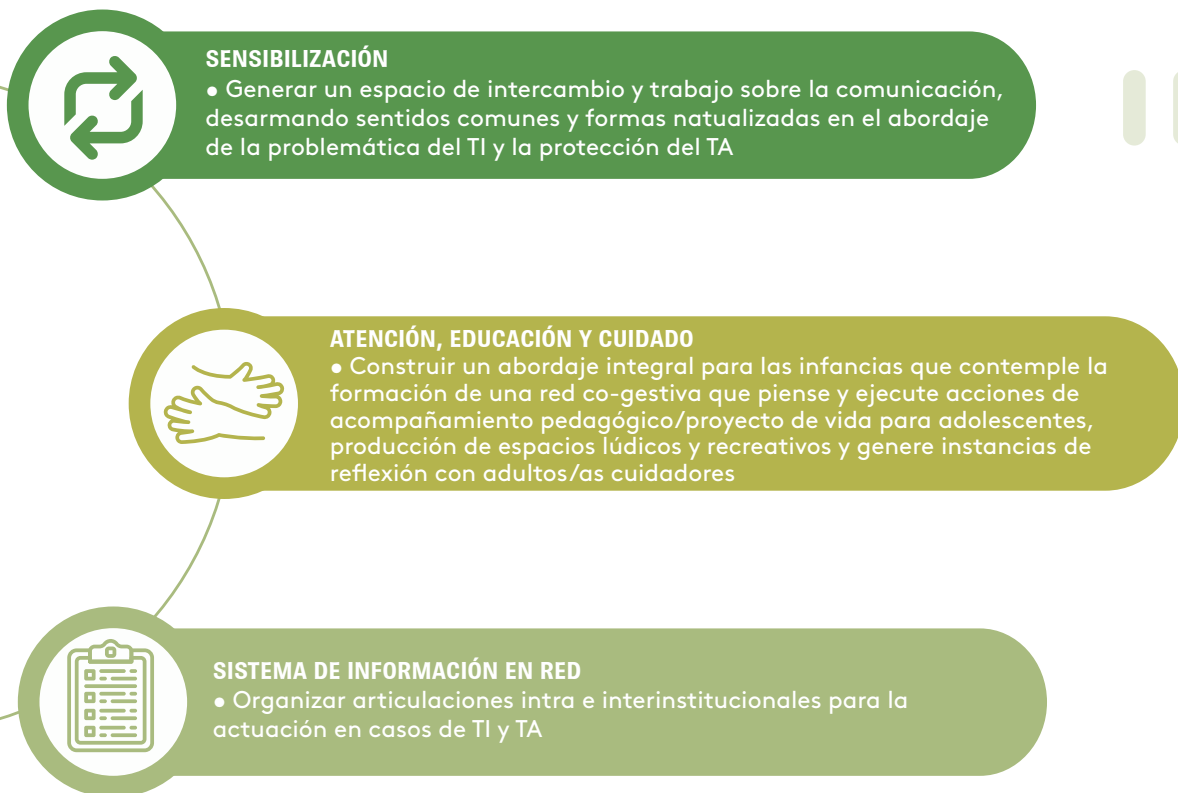 SENSIBILIZACIÓN
• Generar un espacio de intercambio y trabajo sobre la comunicación,
desarmando sentidos comunes y formas natualizadas en el abordaje
de la problemática del TI y la protección del TA
ATENCIÓN, EDUCACIÓN Y CUIDADO
• Construir un abordaje integral para las infancias que contemple la
formación de una red co-gestiva que piense y ejecute acciones de
acompañamiento pedagógico/proyecto de vida para adolescentes,
producción de espacios lúdicos y recreativos y genere instancias de
reflexión con adultos/as cuidadores
SISTEMA DE INFORMACIÓN EN RED
• Organizar articulaciones intra e interinstitucionales para la
actuación en casos de TI y TA